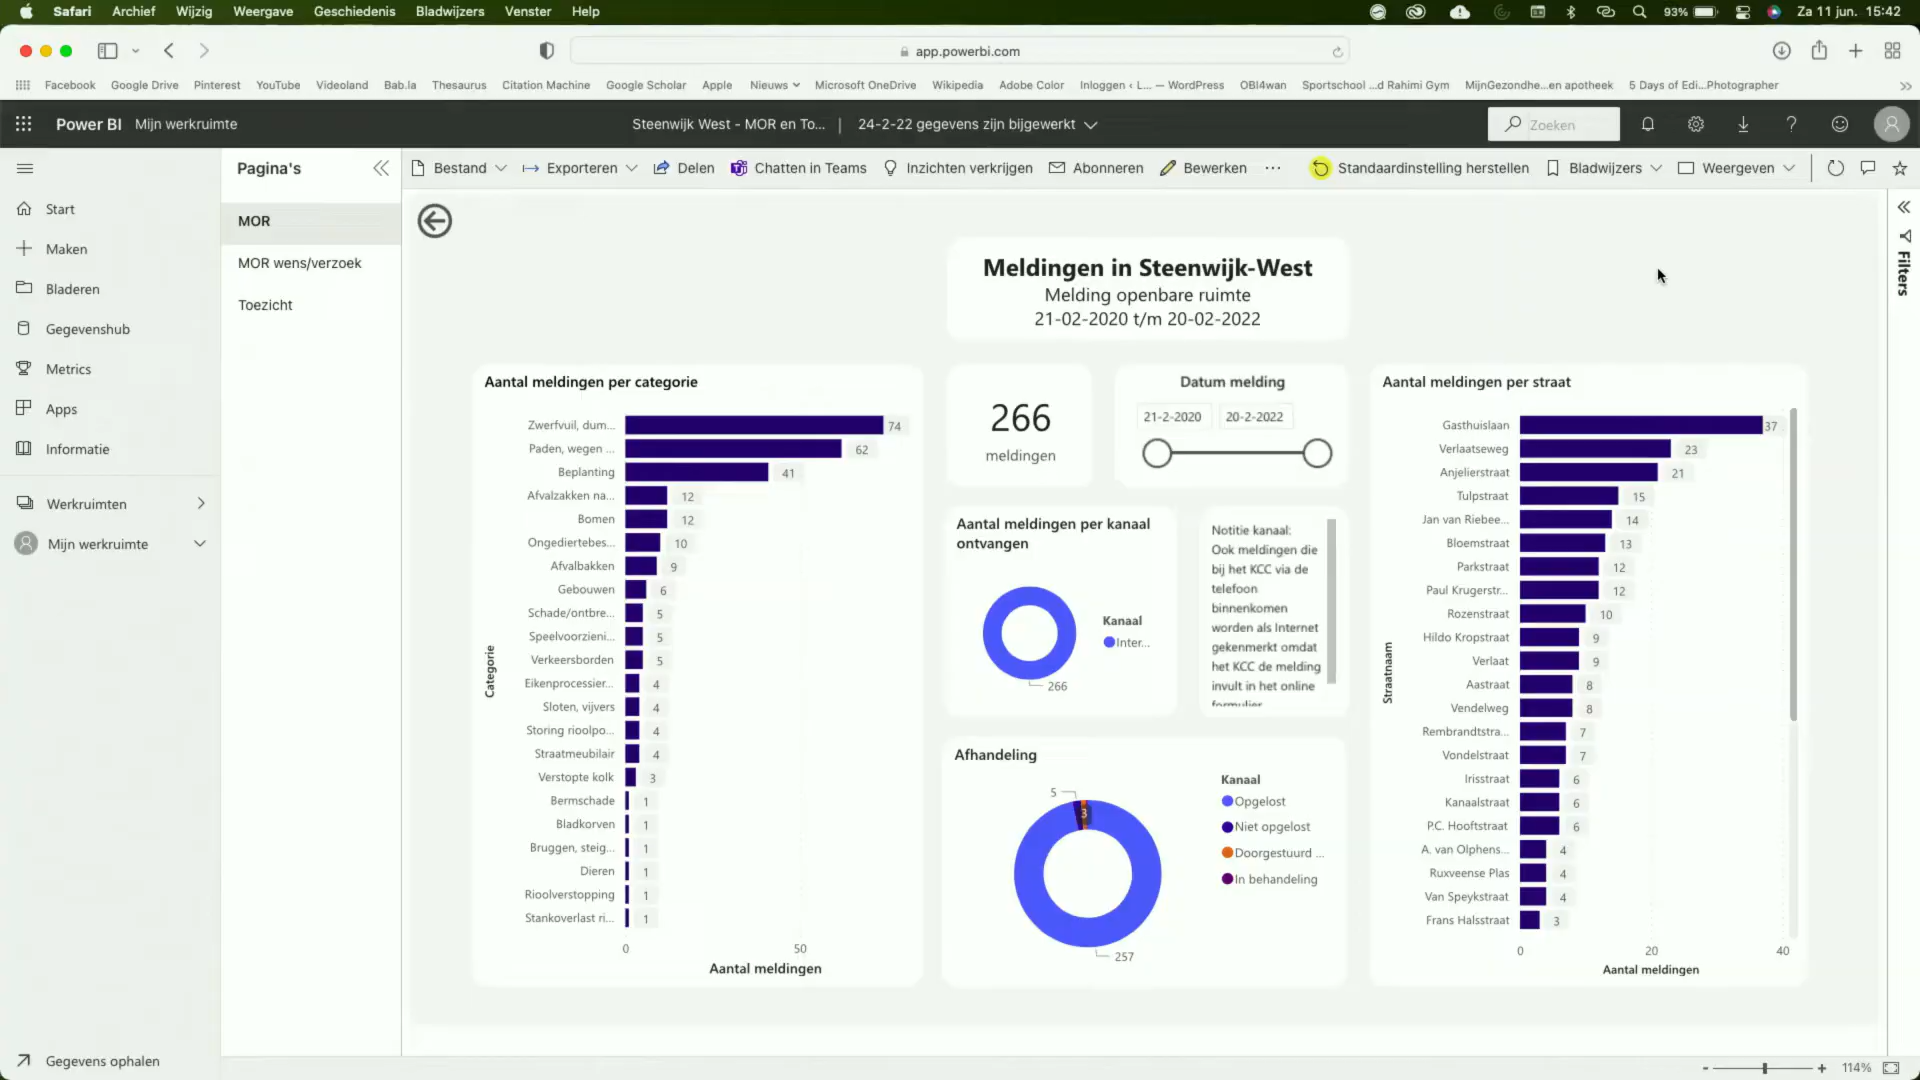 Safari Archief Wijzig Weergave Geschiedenis Bladwijzers Venster Help 93% Za 11 jun. 15:42
app.powerbi.com
Facebook Google Drive Pinterest YouTube Videoland Bab.la Thesaurus Citation Machine Google Scholar Apple Nieuws Microsoft OneDrive Wikipedia Adobe Color Inloggen ‹ L... — WordPress OBI4wan Sportschool ...d Rahimi Gym MijnGezondhe...en apotheek 5 Days of Edi...Photographer
Power BI Mijn werkruimte Steenwijk West - MOR en To... | 24-2-22 gegevens zijn bijgewerkt Zoeken
Pagina's Bestand Exporteren Delen Chatten in Teams Inzichten verkrijgen Abonneren Bewerken ... Standaardinstelling herstellen Bladwijzers Weergeven
Start
Maken
Bladeren
Gegevenshub
Metrics
Apps
Informatie
Werkruimten
Mijn werkruimte
Gegevens ophalen
MOR
MOR wens/verzoek
Toezicht
Meldingen in Steenwijk-West
Melding openbare ruimte
21-02-2020 t/m 20-02-2022
Aantal meldingen per categorie
Categorie
Zwerfvuil, dum... 74
Paden, wegen ... 62
Beplanting 41
Afvalzakken na... 12
Bomen 12
Ongediertebes... 10
Afvalbakken 9
Gebouwen 6
Schade/ontbre... 5
Speelvoorzieni... 5
Verkeersborden 5
Eikenprocessier... 4
Sloten, vijvers 4
Storing rioolpo... 4
Straatmeubilair 4
Verstopte kolk 3
Bermschade 1
Bladkorven 1
Bruggen, steig... 1
Dieren 1
Rioolverstopping 1
Stankoverlast ri... 1
0 50
Aantal meldingen
266
meldingen
Datum melding
21-2-2020 20-2-2022
Aantal meldingen per kanaal
ontvangen
Kanaal
Inter...
266
Notitie kanaal:
Ook meldingen die
bij het KCC via de
telefoon
binnenkomen
worden als Internet
gekenmerkt omdat
het KCC de melding
invult in het online
formulier
Afhandeling
5
3
257
Kanaal
Opgelost
Niet opgelost
Doorgestuurd ...
In behandeling
Aantal meldingen per straat
Straatnaam
Gasthuislaan 37
Verlaatseweg 23
Anjelierstraat 21
Tulpstraat 15
Jan van Riebee... 14
Bloemstraat 13
Parkstraat 12
Paul Krugerstr... 12
Rozenstraat 10
Hildo Kropstraat 9
Verlaat 9
Aastraat 8
Vendelweg 8
Rembrandtstra... 7
Vondelstraat 7
Irisstraat 6
Kanaalstraat 6
P.C. Hooftstraat 6
A. van Olphens... 4
Ruxveense Plas 4
Van Speykstraat 4
Frans Halsstraat 3
0 20 40
Aantal meldingen
Filters
- + 114%